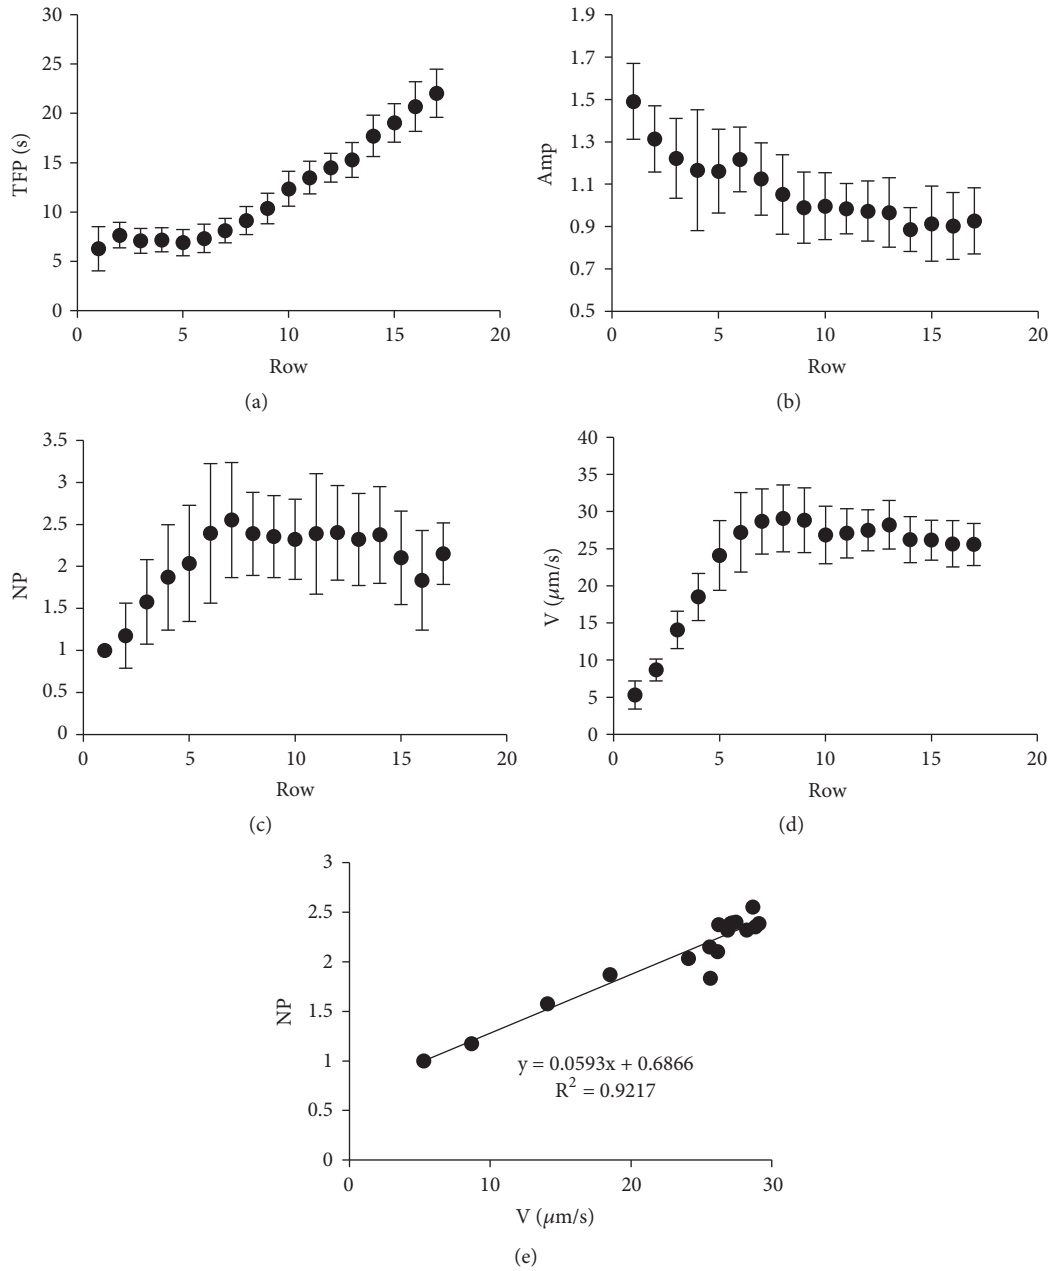 30
25
20
15
10
5
0
TFP (s)
0 5 10 15 20
Row
(a)
1.9
1.7
1.5
1.3
1.1
0.9
0.7
0.5
Amp
0 5 10 15 20
Row
(b)
3.5
3
2.5
2
1.5
1
0.5
0
NP
0 5 10 15 20
Row
(c)
40
35
30
25
20
15
10
5
0
V (μm/s)
0 5 10 15 20
Row
(d)
3
2.5
2
1.5
1
0.5
0
NP
y = 0.0593x + 0.6866
R² = 0.9217
0 10 20 30
V (μm/s)
(e)